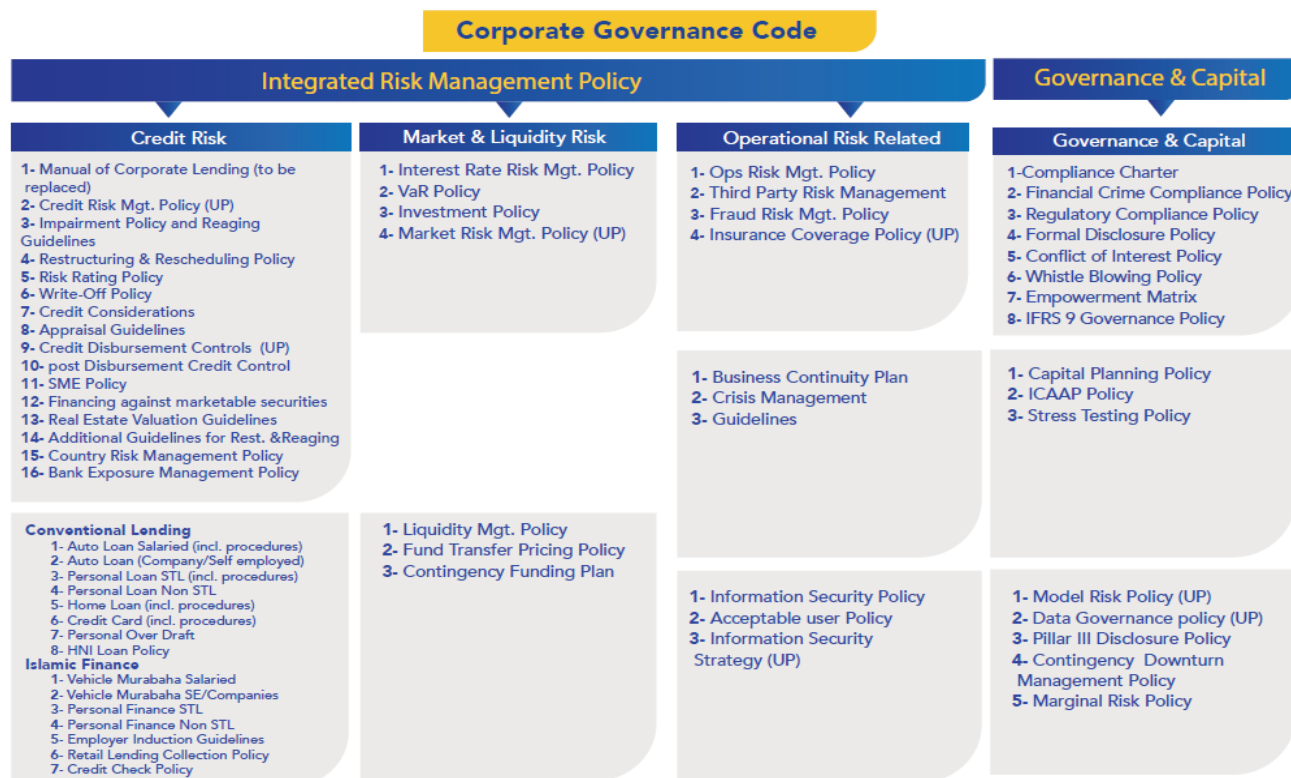 Corporate Governance Code
Integrated Risk Management Policy
Governance & Capital
Credit Risk
1- Manual of Corporate Lending (to be
replaced)
2- Credit Risk Mgt. Policy (UP)
3- Impairment Policy and Reaging
Guidelines
4- Restructuring & Rescheduling Policy
5- Risk Rating Policy
6- Write-Off Policy
7- Credit Considerations
8- Appraisal Guidelines
9- Credit Disbursement Controls (UP)
10- post Disbursement Credit Control
11- SME Policy
12- Financing against marketable securities
13- Real Estate Valuation Guidelines
14- Additional Guidelines for Rest. &Reaging
15- Country Risk Management Policy
16- Bank Exposure Management Policy
Conventional Lending
1- Auto Loan Salaried (incl. procedures)
2- Auto Loan (Company/Self employed)
3- Personal Loan STL (incl. procedures)
4- Personal Loan Non STL
5- Home Loan (incl. procedures)
6- Credit Card (incl. procedures)
7- Personal Over Draft
8- HNI Loan Policy
Islamic Finance
1- Vehicle Murabaha Salaried
2- Vehicle Murabaha SE/Companies
3- Personal Finance STL
4- Personal Finance Non STL
5- Employer Induction Guidelines
6- Retail Lending Collection Policy
7- Credit Check Policy
Market & Liquidity Risk
1- Interest Rate Risk Mgt. Policy
2- VaR Policy
3- Investment Policy
4- Market Risk Mgt. Policy (UP)
1- Liquidity Mgt. Policy
2- Fund Transfer Pricing Policy
3- Contingency Funding Plan
Operational Risk Related
1- Ops Risk Mgt. Policy
2- Third Party Risk Management
3- Fraud Risk Mgt. Policy
4- Insurance Coverage Policy (UP)
1- Business Continuity Plan
2- Crisis Management
3- Guidelines
1- Information Security Policy
2- Acceptable user Policy
3- Information Security
Strategy (UP)
Governance & Capital
1-Compliance Charter
2- Financial Crime Compliance Policy
3- Regulatory Compliance Policy
4- Formal Disclosure Policy
5- Conflict of Interest Policy
6- Whistle Blowing Policy
7- Empowerment Matrix
8- IFRS 9 Governance Policy
1- Capital Planning Policy
2- ICAAP Policy
3- Stress Testing Policy
1- Model Risk Policy (UP)
2- Data Governance policy (UP)
3- Pillar III Disclosure Policy
4- Contingency Downturn
Management Policy
5- Marginal Risk Policy